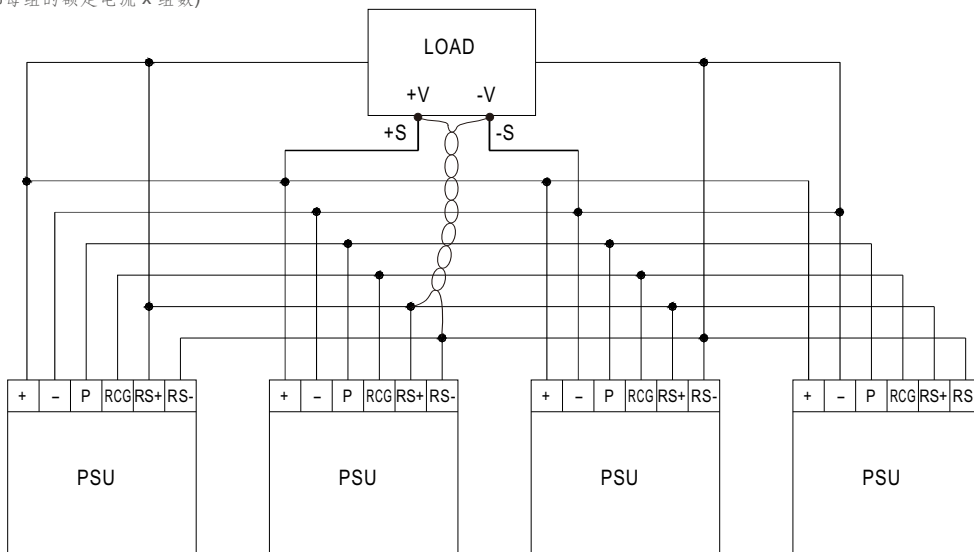 每组的额定电流 x 组数)
LOAD
+V -V
+S -S
+ – P RCG RS+ RS-
+ – P RCG RS+ RS-
+ – P RCG RS+ RS-
+ – P RCG RS+ RS
PSU
PSU
PSU
PSU